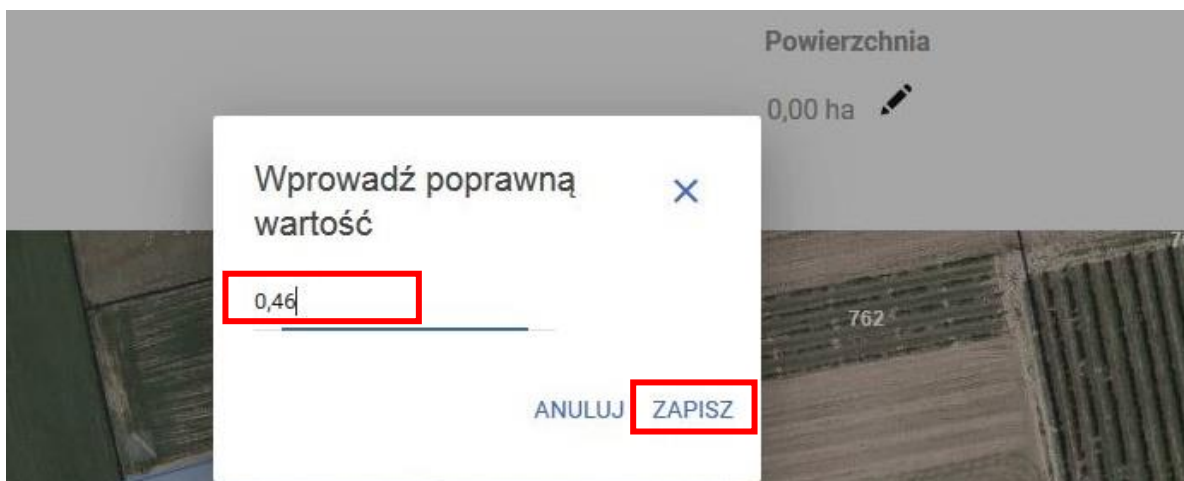 Powierzchnia
0,00 ha
Wprowadź poprawną
wartość
0,46
762
ANULUJ ZAPISZ